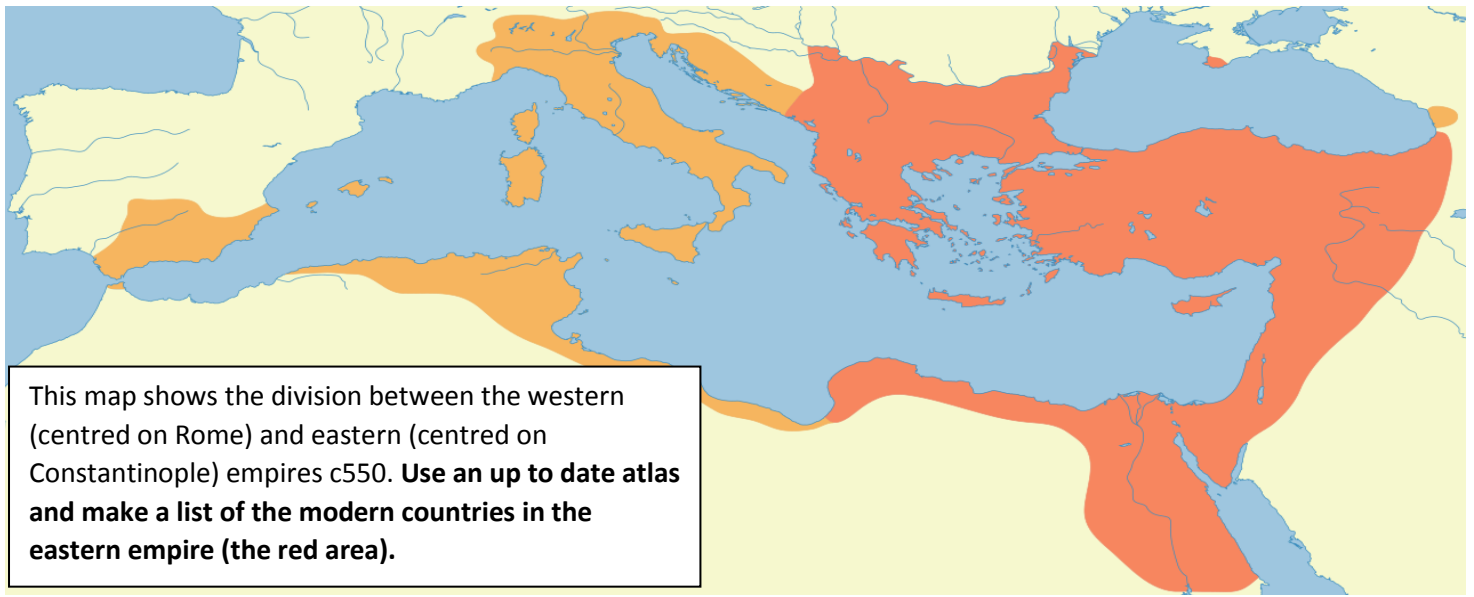 This map shows the division between the western
(centred on Rome) and eastern (centred on
Constantinople) empires c550. Use an up to date atlas
and make a list of the modern countries in the
eastern empire (the red area).